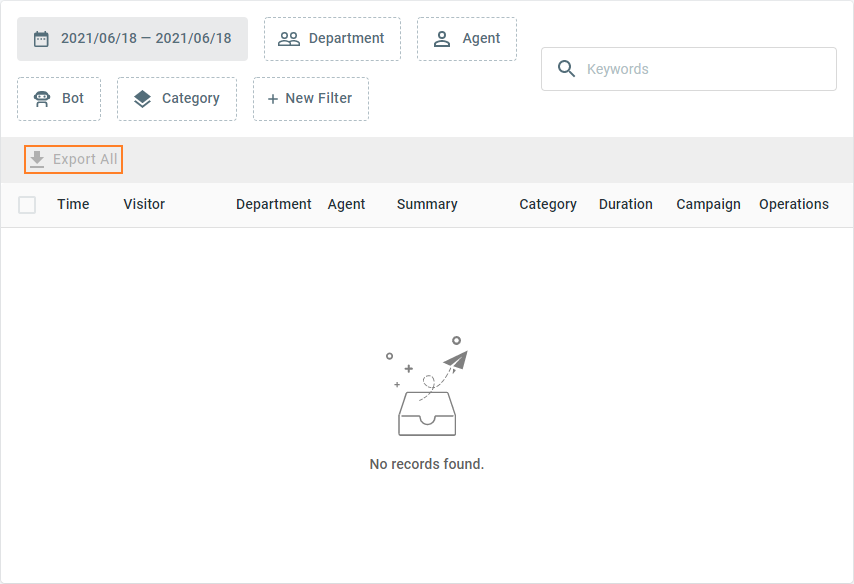 2021/06/18 — 2021/06/18
Department
Agent
Keywords
Bot
Category
+ New Filter
Export All
Time Visitor Department Agent Summary Category Duration Campaign Operations
No records found.